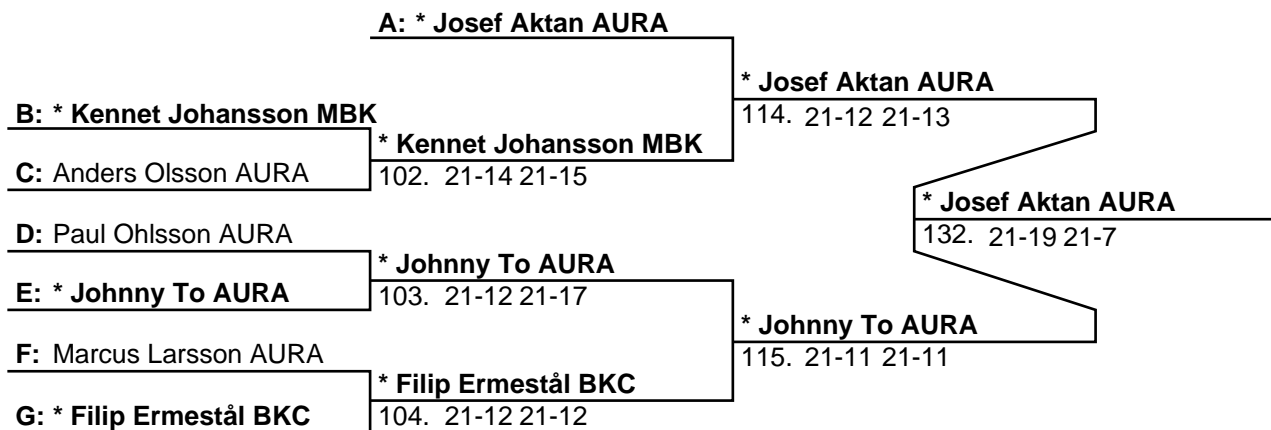 A: * Josef Aktan AURA
* Josef Aktan AURA
114. 21-12 21-13
B: * Kennet Johansson MBK
* Kennet Johansson MBK
102. 21-14 21-15
C: Anders Olsson AURA
* Josef Aktan AURA
132. 21-19 21-7
D: Paul Ohlsson AURA
* Johnny To AURA
103. 21-12 21-17
E: * Johnny To AURA
* Johnny To AURA
115. 21-11 21-11
F: Marcus Larsson AURA
* Filip Ermestål BKC
104. 21-12 21-12
G: * Filip Ermestål BKC